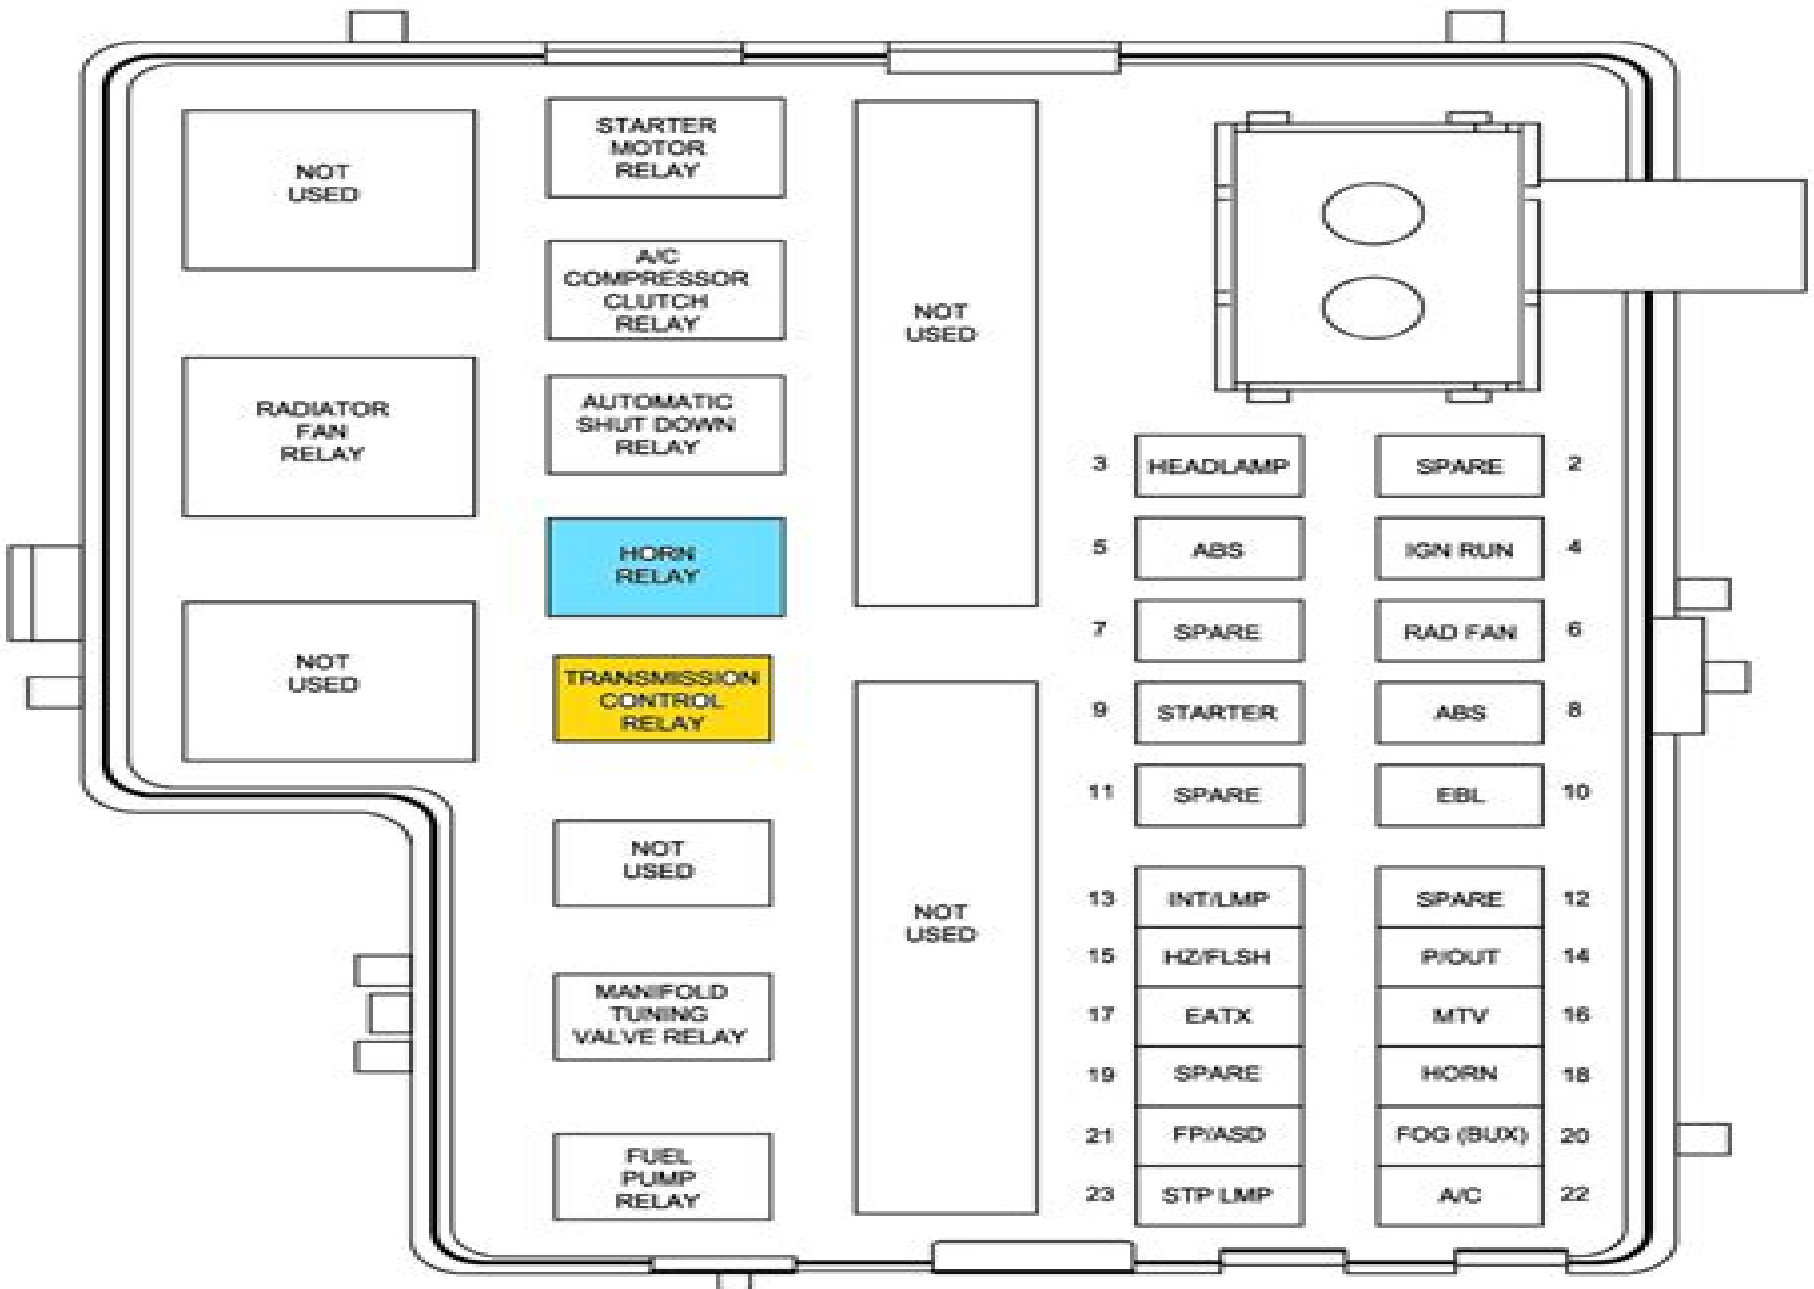 NOT
USED
STARTER
MOTOR
RELAY
A/C
COMPRESSOR
CLUTCH
RELAY
NOT
USED
RADIATOR
FAN
RELAY
AUTOMATIC
SHUT DOWN
RELAY
HORN
RELAY
NOT
USED
TRANSMISSION
CONTROL
RELAY
NOT
USED
NOT
USED
MANIFOLD
TUNING
VALVE RELAY
FUEL
PUMP
RELAY
3 HEADLAMP SPARE 2
5 ABS IGN RUN 4
7 SPARE RAD FAN 6
9 STARTER ABS 8
11 SPARE EBL 10
13 INT/LMP SPARE 12
15 HZ/FLSH P/OUT 14
17 EATX MTV 16
19 SPARE HORN 18
21 FP/ASD FOG (BUX) 20
23 STP LMP A/C 22